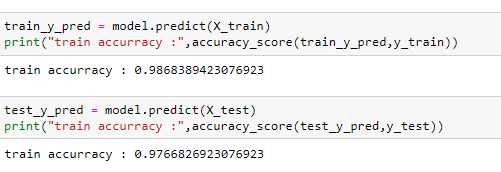 train_y_pred = model.predict(X_train)
print("train accurracy :",accuracy_score(train_y_pred,y_train))
train accurracy : 0.9868389423076923
test_y_pred = model.predict(X_test)
print("train accurracy :",accuracy_score(test_y_pred,y_test))
train accurracy : 0.9766826923076923